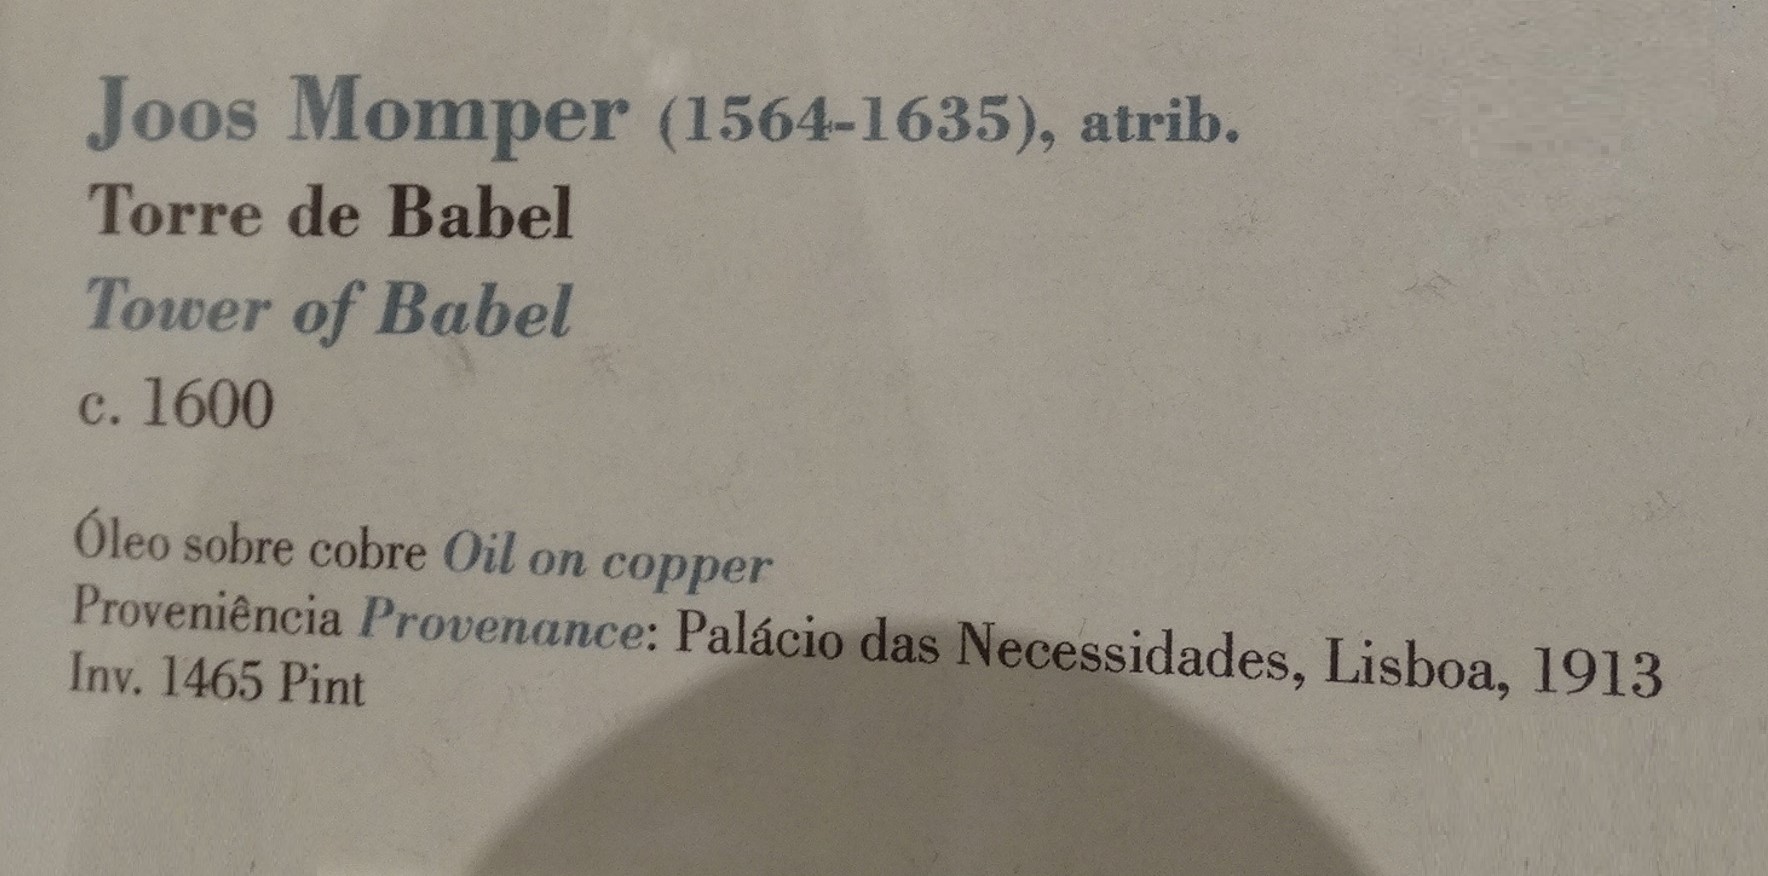 Joos Momper (1564-1635), atrib.
Torre de Babel
Tower of Babel
c. 1600
Óleo sobre cobre Oil on copper
Proveniência Provenance: Palácio das Necessidades, Lisboa, 1913
Inv. 1465 Pint